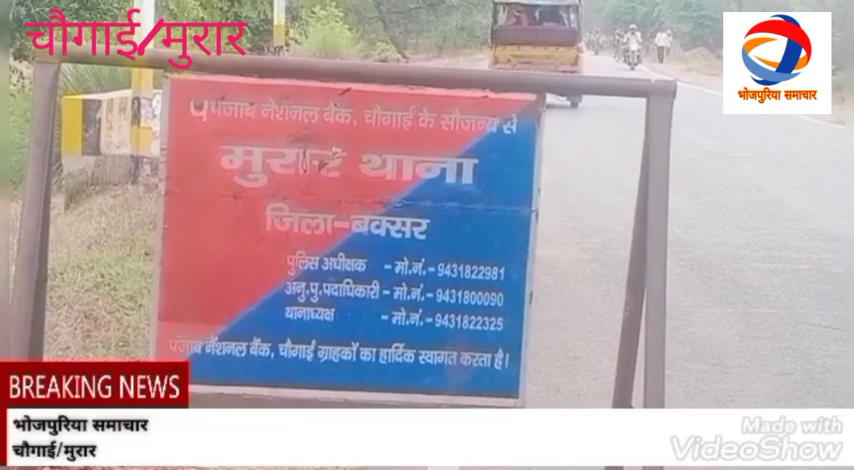 चौगाई/मुरार
भोजपुरिया समाचार
पंजाब नैशनल बैंक, चौगाई के सौजन्य से
मुरार थाना
जिला-बक्सर
पुलिस अधीक्षक - मो.नं.- 9431822981
अनु.पु.पदाधिकारी - मो.नं.- 9431800090
थानाध्यक्ष - मो.नं.- 9431822325
पंजाब नैशनल बैंक, चौगाई ग्राहकों का हार्दिक स्वागत करता है।
BREAKING NEWS
भोजपुरिया समाचार
चौगाई/मुरार
Made with
VideoShow